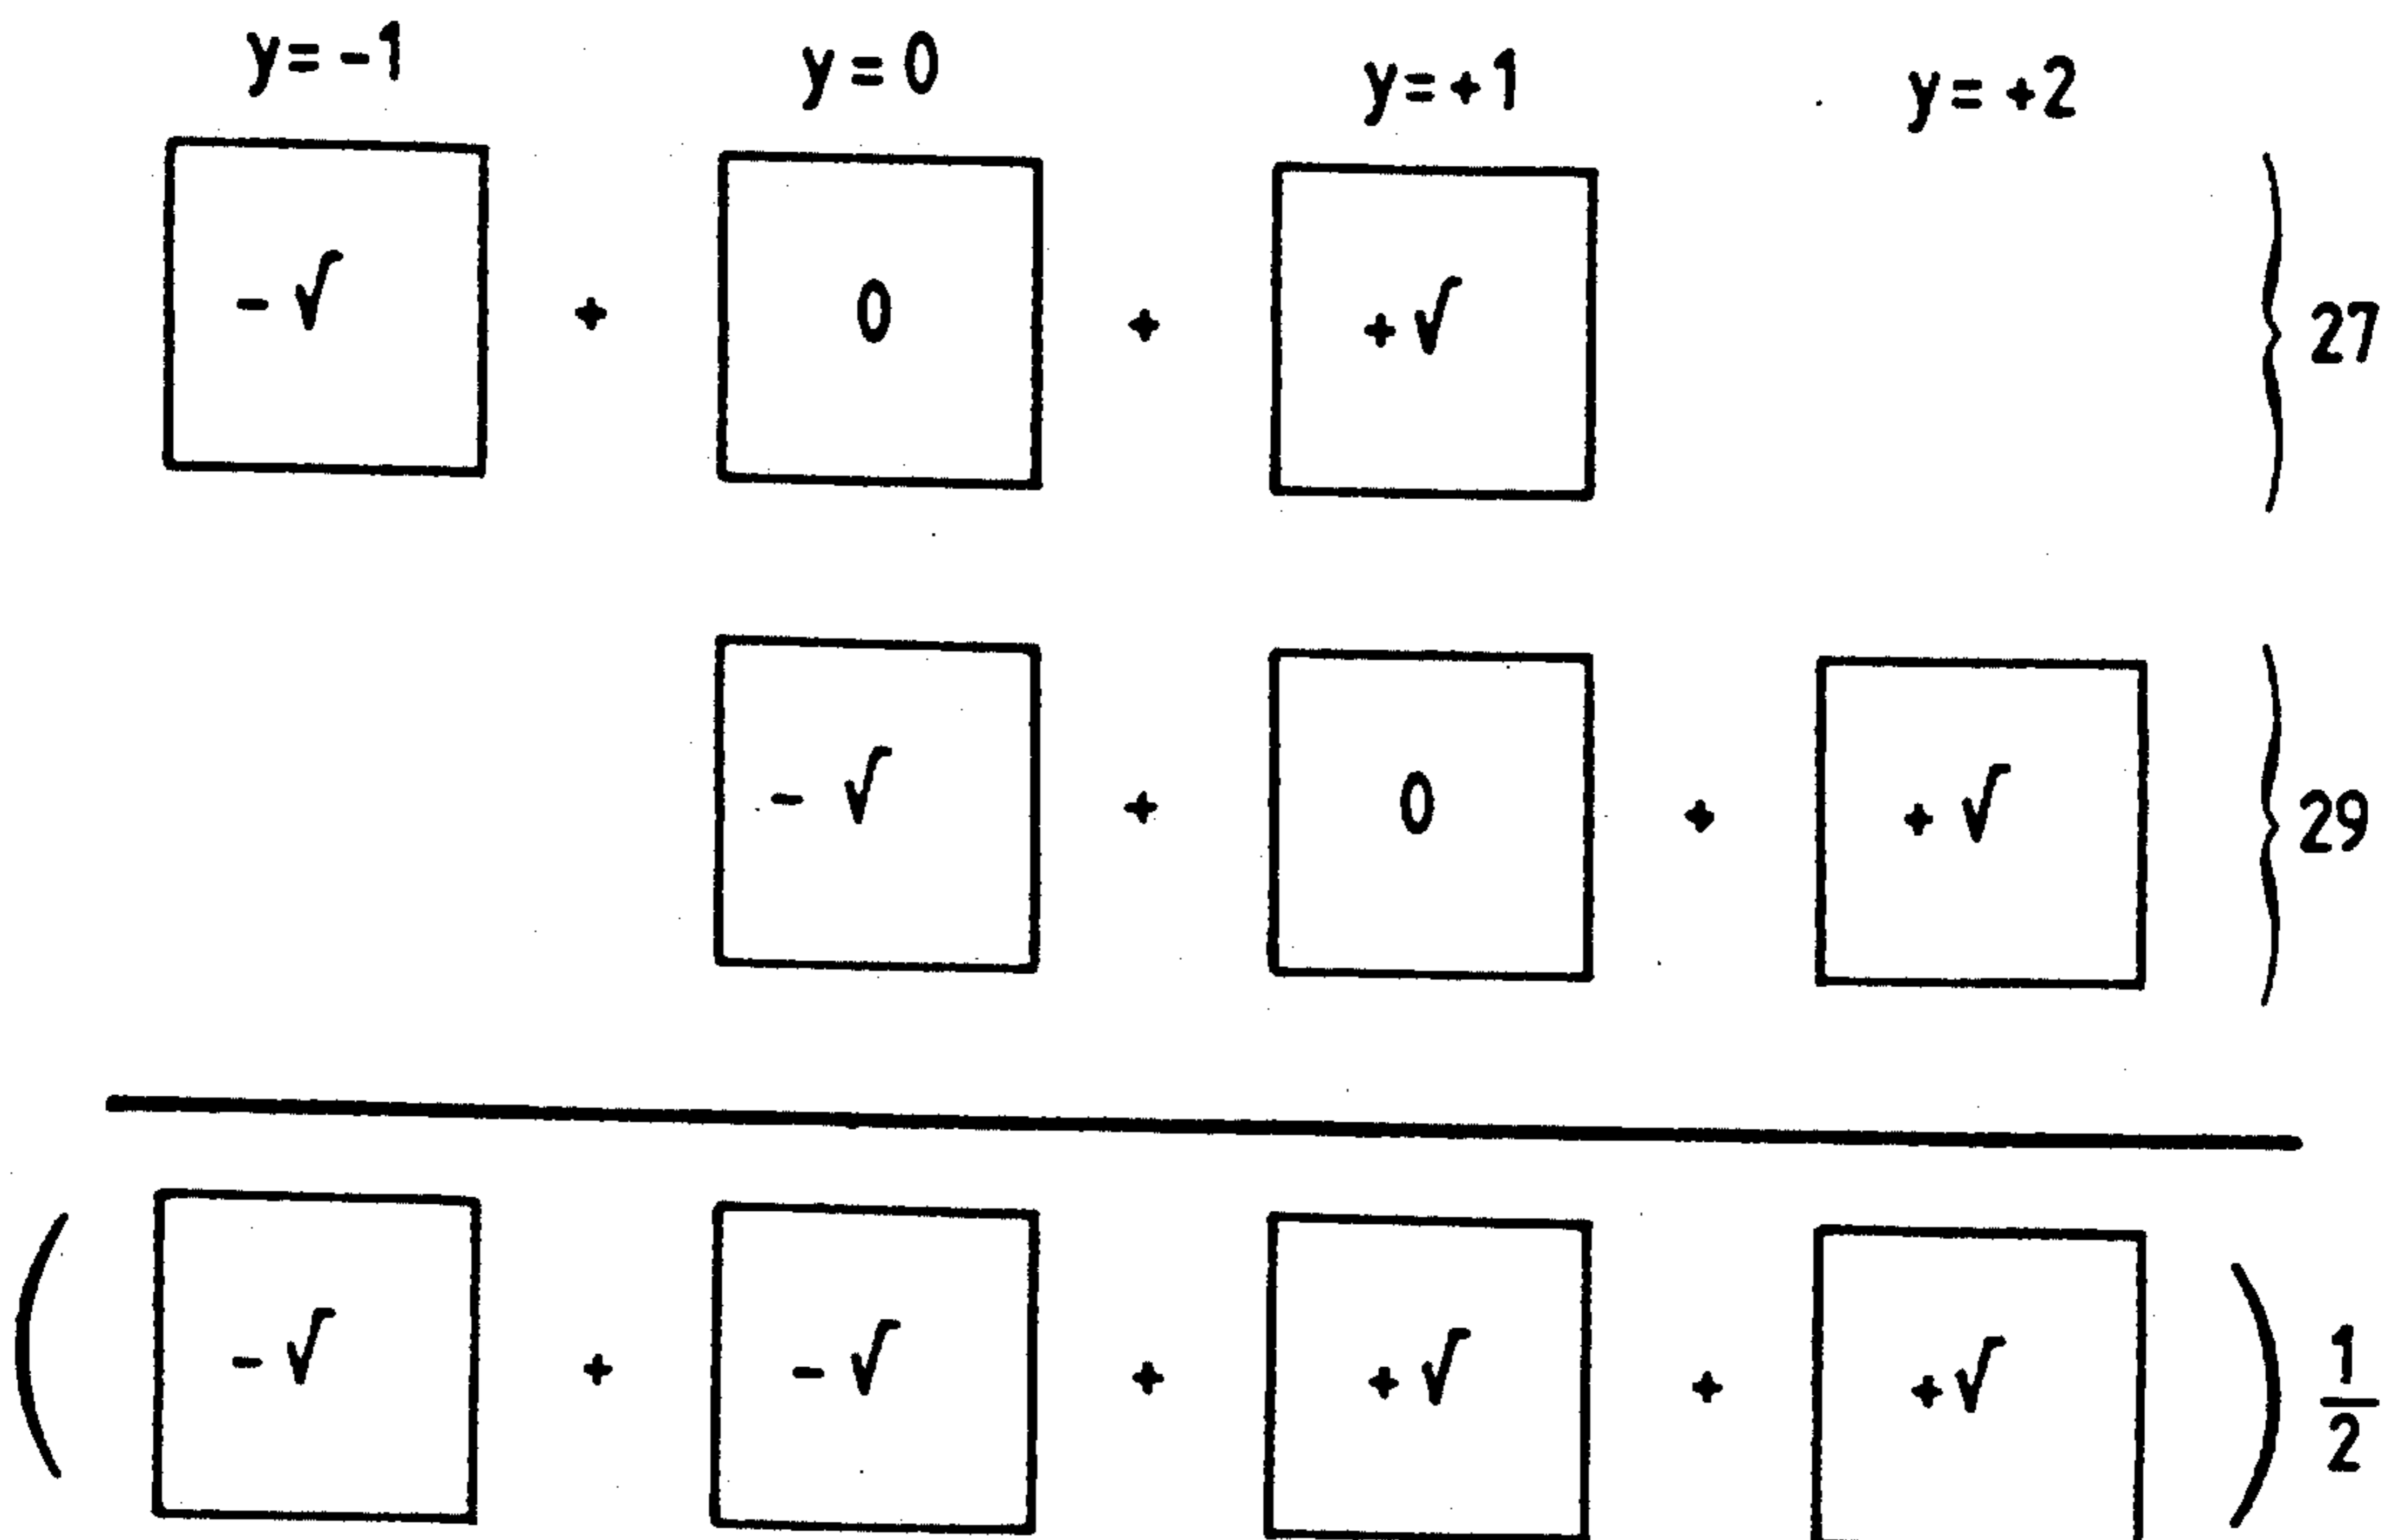 y=-1 y=0 y=+1 y=+2
-√ + 0 + +√ } 27
-√ + 0 + +√ } 29
( -√ + -√ + +√ + +√ ) 1/2